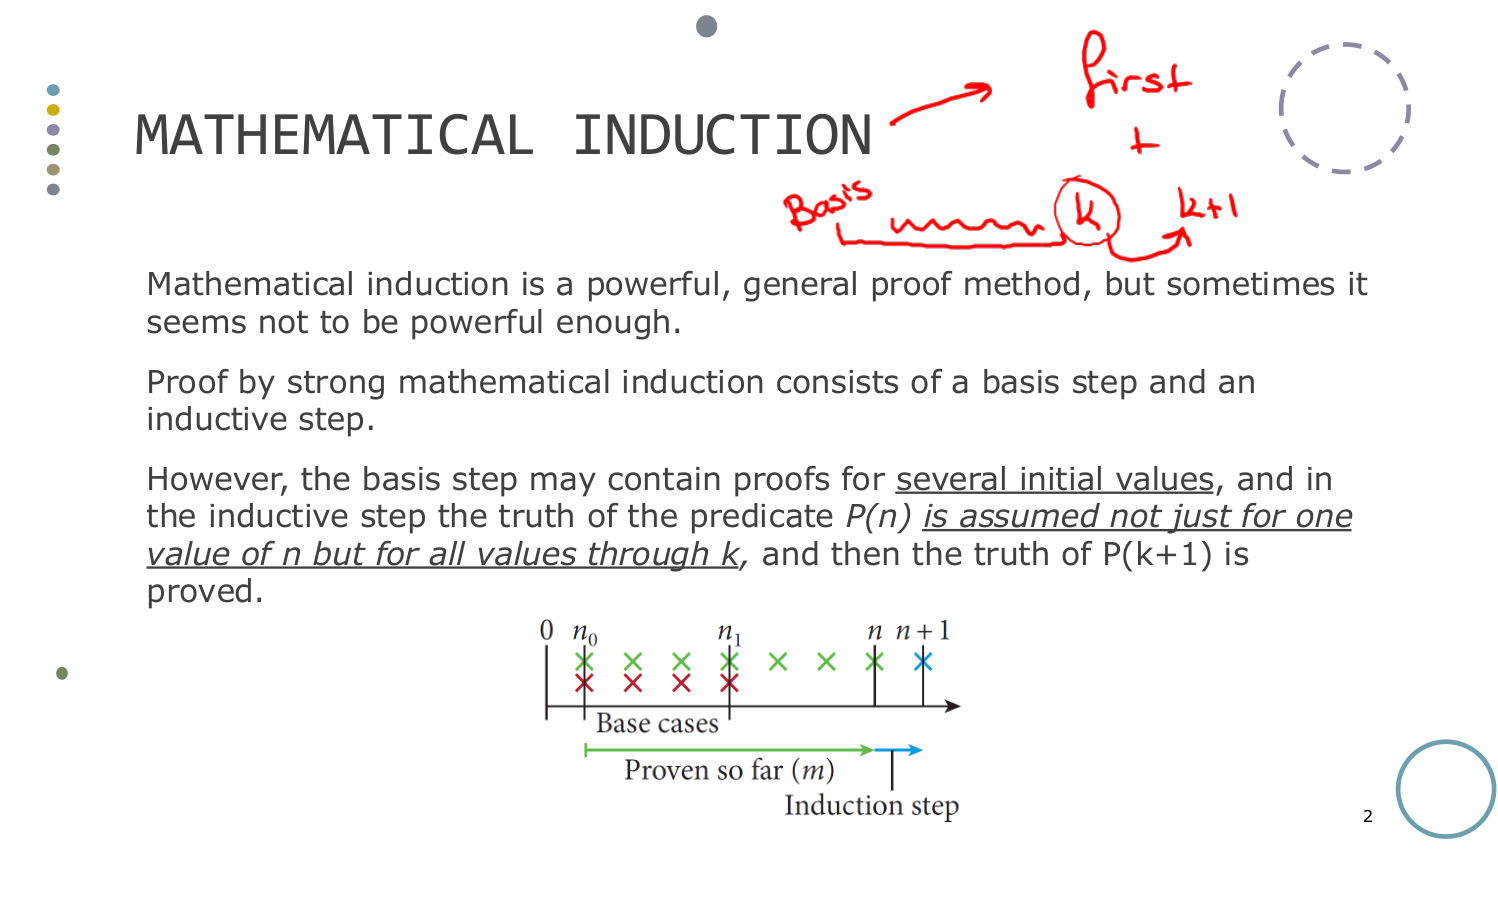 first
MATHEMATICAL INDUCTION
+
Basis k k+1
Mathematical induction is a powerful, general proof method, but sometimes it
seems not to be powerful enough.
Proof by strong mathematical induction consists of a basis step and an
inductive step.
However, the basis step may contain proofs for several initial values, and in
the inductive step the truth of the predicate P(n) is assumed not just for one
value of n but for all values through k, and then the truth of P(k+1) is
proved.
0 n₀ n₁ n n + 1
Base cases
Proven so far (m)
Induction step
2